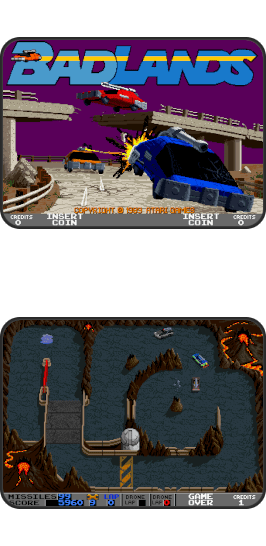 BADLANDS
COPYRIGHT © 1989 ATARI GAMES
CREDITS INSERT INSERT CREDITS
0 COIN COIN 0
MISSILES LAP DRONE DRONE GAME CREDITS
SCORE 5960 0 LAP LAP OVER 1